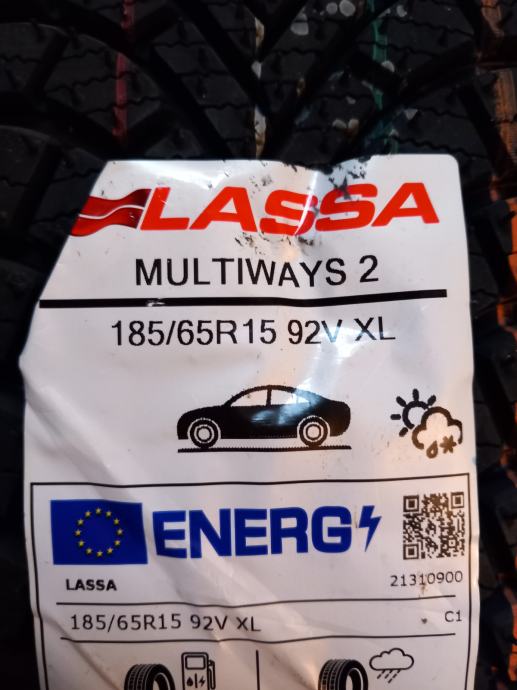 LASSA
MULTIWAYS 2
185/65R15 92V XL
ENERG
LASSA 21310900
185/65R15 92V XL C1